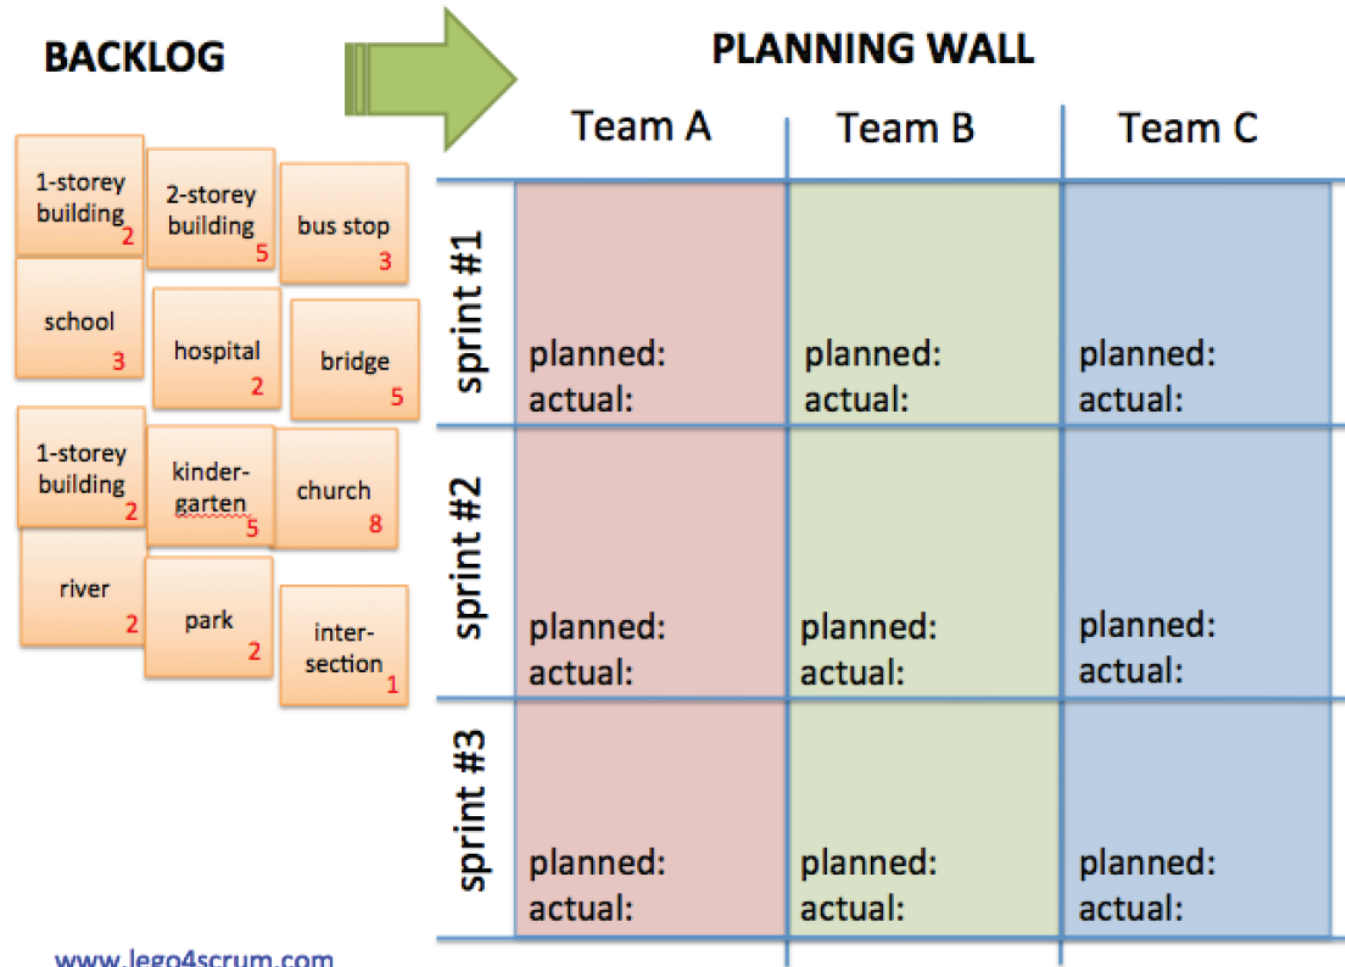 BACKLOG
PLANNING WALL
Team A
Team B
Team C
1-storey
building
2
2-storey
building
5
bus stop
3
school
3
hospital
2
bridge
5
1-storey
building
2
kinder-
garten
5
church
8
river
2
park
2
inter-
section
1
sprint #1
planned:
actual:
planned:
actual:
planned:
actual:
sprint #2
planned:
actual:
planned:
actual:
planned:
actual:
sprint #3
planned:
actual:
planned:
actual:
planned:
actual:
www.lego4scrum.com